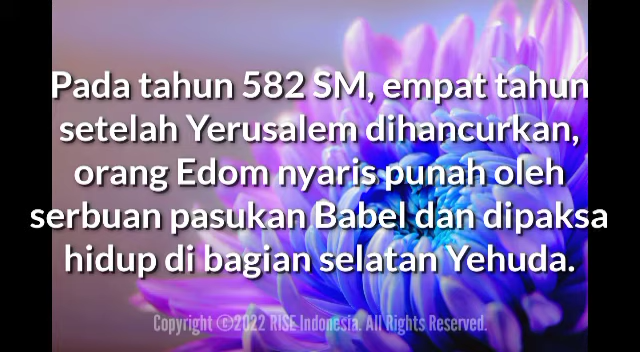 Pada tahun 582 SM, empat tahun
setelah Yerusalem dihancurkan,
orang Edom nyaris punah oleh
serbuan pasukan Babel dan dipaksa
hidup di bagian selatan Yehuda.
Copyright ©2022 RISE Indonesia. All Rights Reserved.